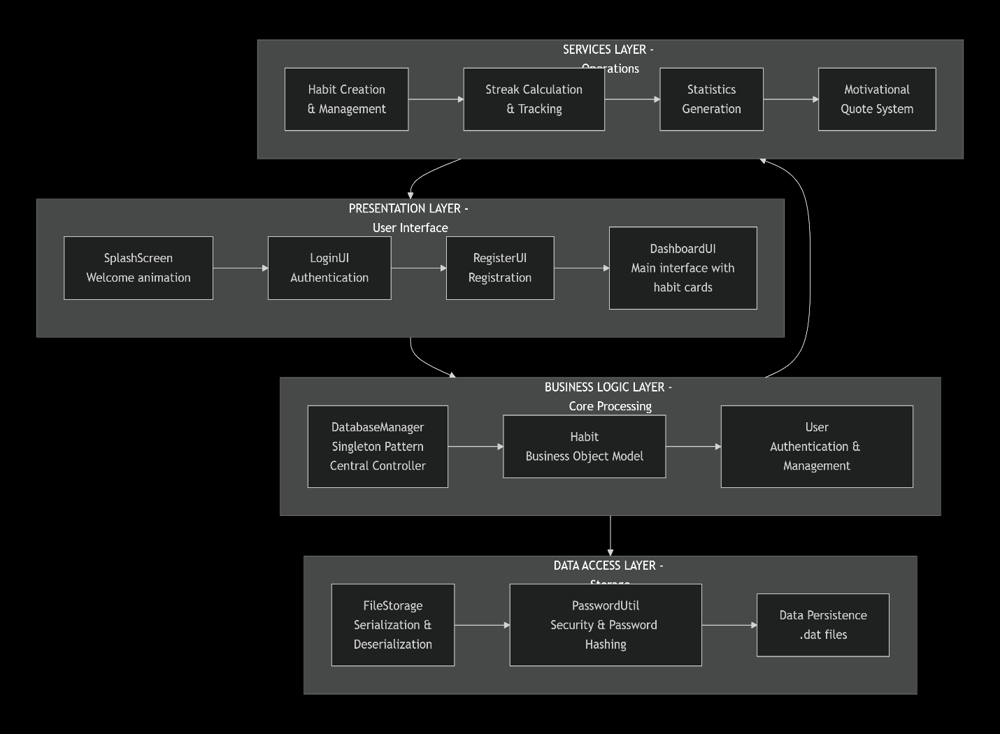 SERVICES LAYER -
Operations
Habit Creation
& Management
Streak Calculation
& Tracking
Statistics
Generation
Motivational
Quote System
PRESENTATION LAYER -
User Interface
SplashScreen
Welcome animation
LoginUI
Authentication
RegisterUI
Registration
DashboardUI
Main interface with
habit cards
BUSINESS LOGIC LAYER -
Core Processing
DatabaseManager
Singleton Pattern
Central Controller
Habit
Business Object Model
User
Authentication &
Management
DATA ACCESS LAYER -
Storage
FileStorage
Serialization &
Deserialization
PasswordUtil
Security & Password
Hashing
Data Persistence
.dat files